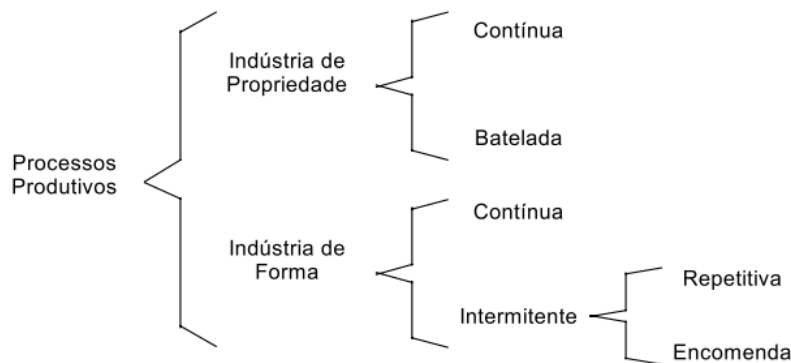 Processos
Produtivos
Indústria de
Propriedade
Contínua
Batelada
Indústria de
Forma
Contínua
Intermitente
Repetitiva
Encomenda